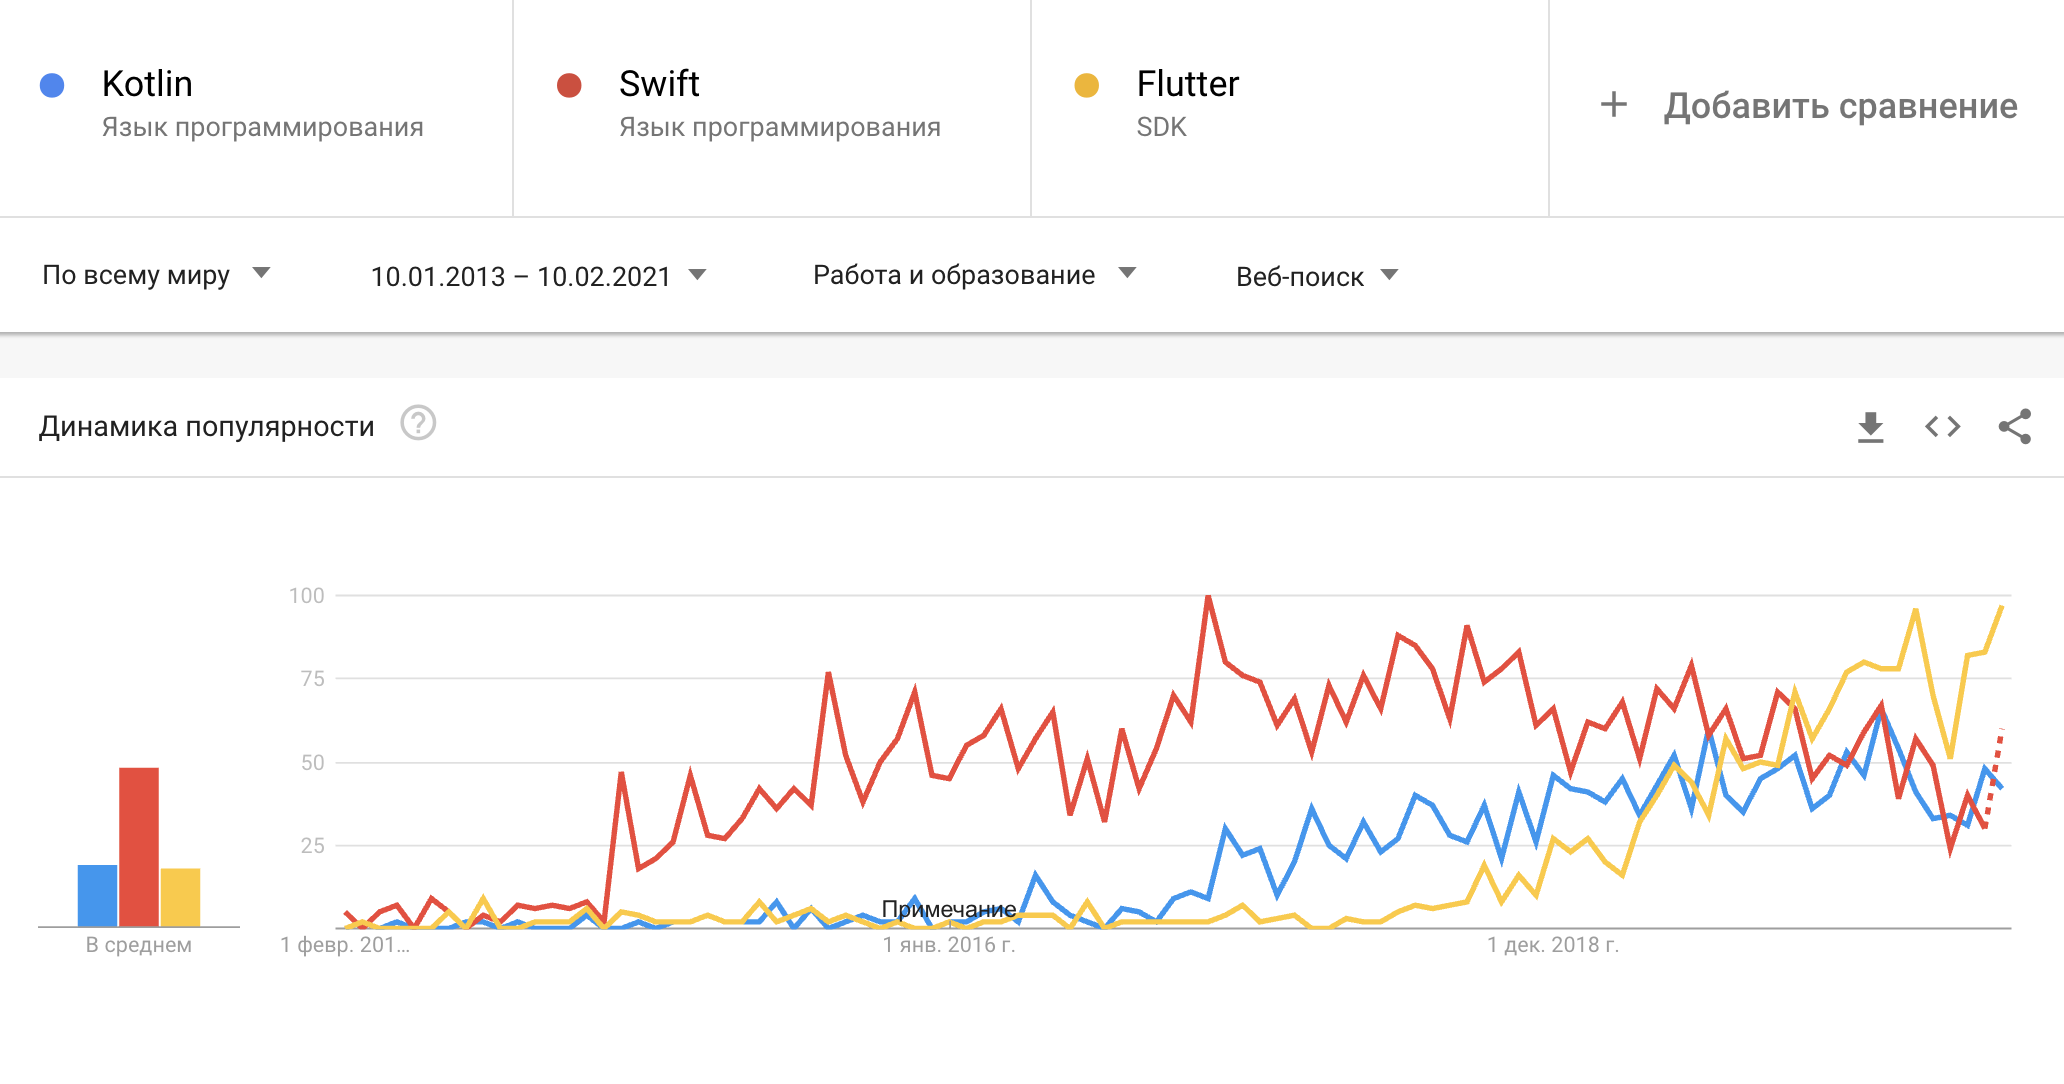 Kotlin
Язык программирования
Swift
Язык программирования
Flutter
SDK
+ Добавить сравнение
По всему миру
10.01.2013 – 10.02.2021
Работа и образование
Веб-поиск
Динамика популярности ?
100
75
50
25
Примечание
В среднем
1 февр. 201...
1 янв. 2016 г.
1 дек. 2018 г.